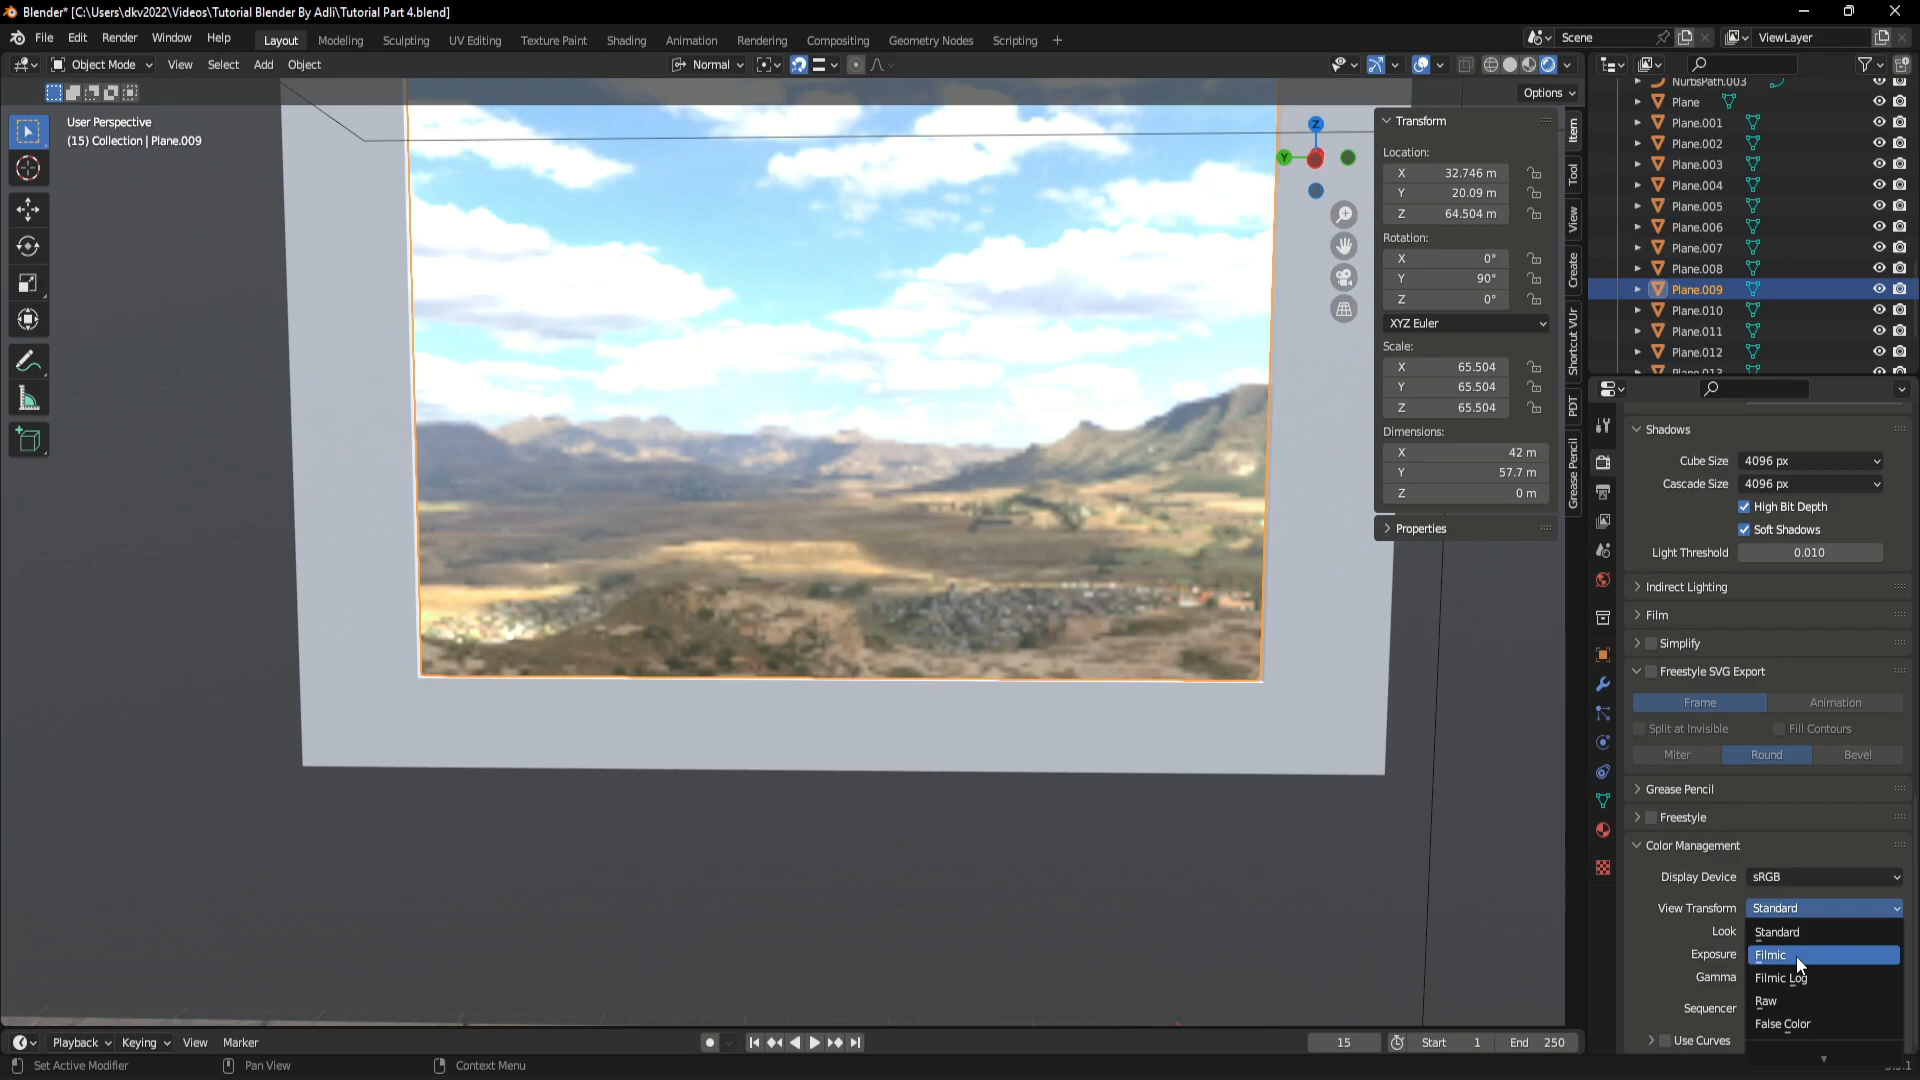 Blender* [C:\Users\dkv2022\Videos\Tutorial Blender By Adli\Tutorial Part 4.blend]
File Edit Render Window Help Layout Modeling Sculpting UV Editing Texture Paint Shading Animation Rendering Compositing Geometry Nodes Scripting + Scene ViewLayer
Object Mode View Select Add Object Normal
Options
User Perspective
(15) Collection | Plane.009
Z
Y
Transform
Location:
X 32.746 m
Y 20.09 m
Z 64.504 m
Rotation:
X 0°
Y 90°
Z 0°
XYZ Euler
Scale:
X 65.504
Y 65.504
Z 65.504
Dimensions:
X 42 m
Y 57.7 m
Z 0 m
Properties
Item
Tool
View
Create
Shortcut VUr
PDT
Grease Pencil
NurbsPath.003
Plane
Plane.001
Plane.002
Plane.003
Plane.004
Plane.005
Plane.006
Plane.007
Plane.008
Plane.009
Plane.010
Plane.011
Plane.012
Plane.013
Shadows
Cube Size 4096 px
Cascade Size 4096 px
High Bit Depth
Soft Shadows
Light Threshold 0.010
Indirect Lighting
Film
Simplify
Freestyle SVG Export
Frame Animation
Split at Invisible Fill Contours
Miter Round Bevel
Grease Pencil
Freestyle
Color Management
Display Device sRGB
View Transform Standard
Look Standard
Exposure Filmic
Gamma Filmic Log
Raw
Sequencer
False Color
Use Curves
Playback Keying View Marker 15 Start 1 End 250
Set Active Modifier Pan View Context Menu